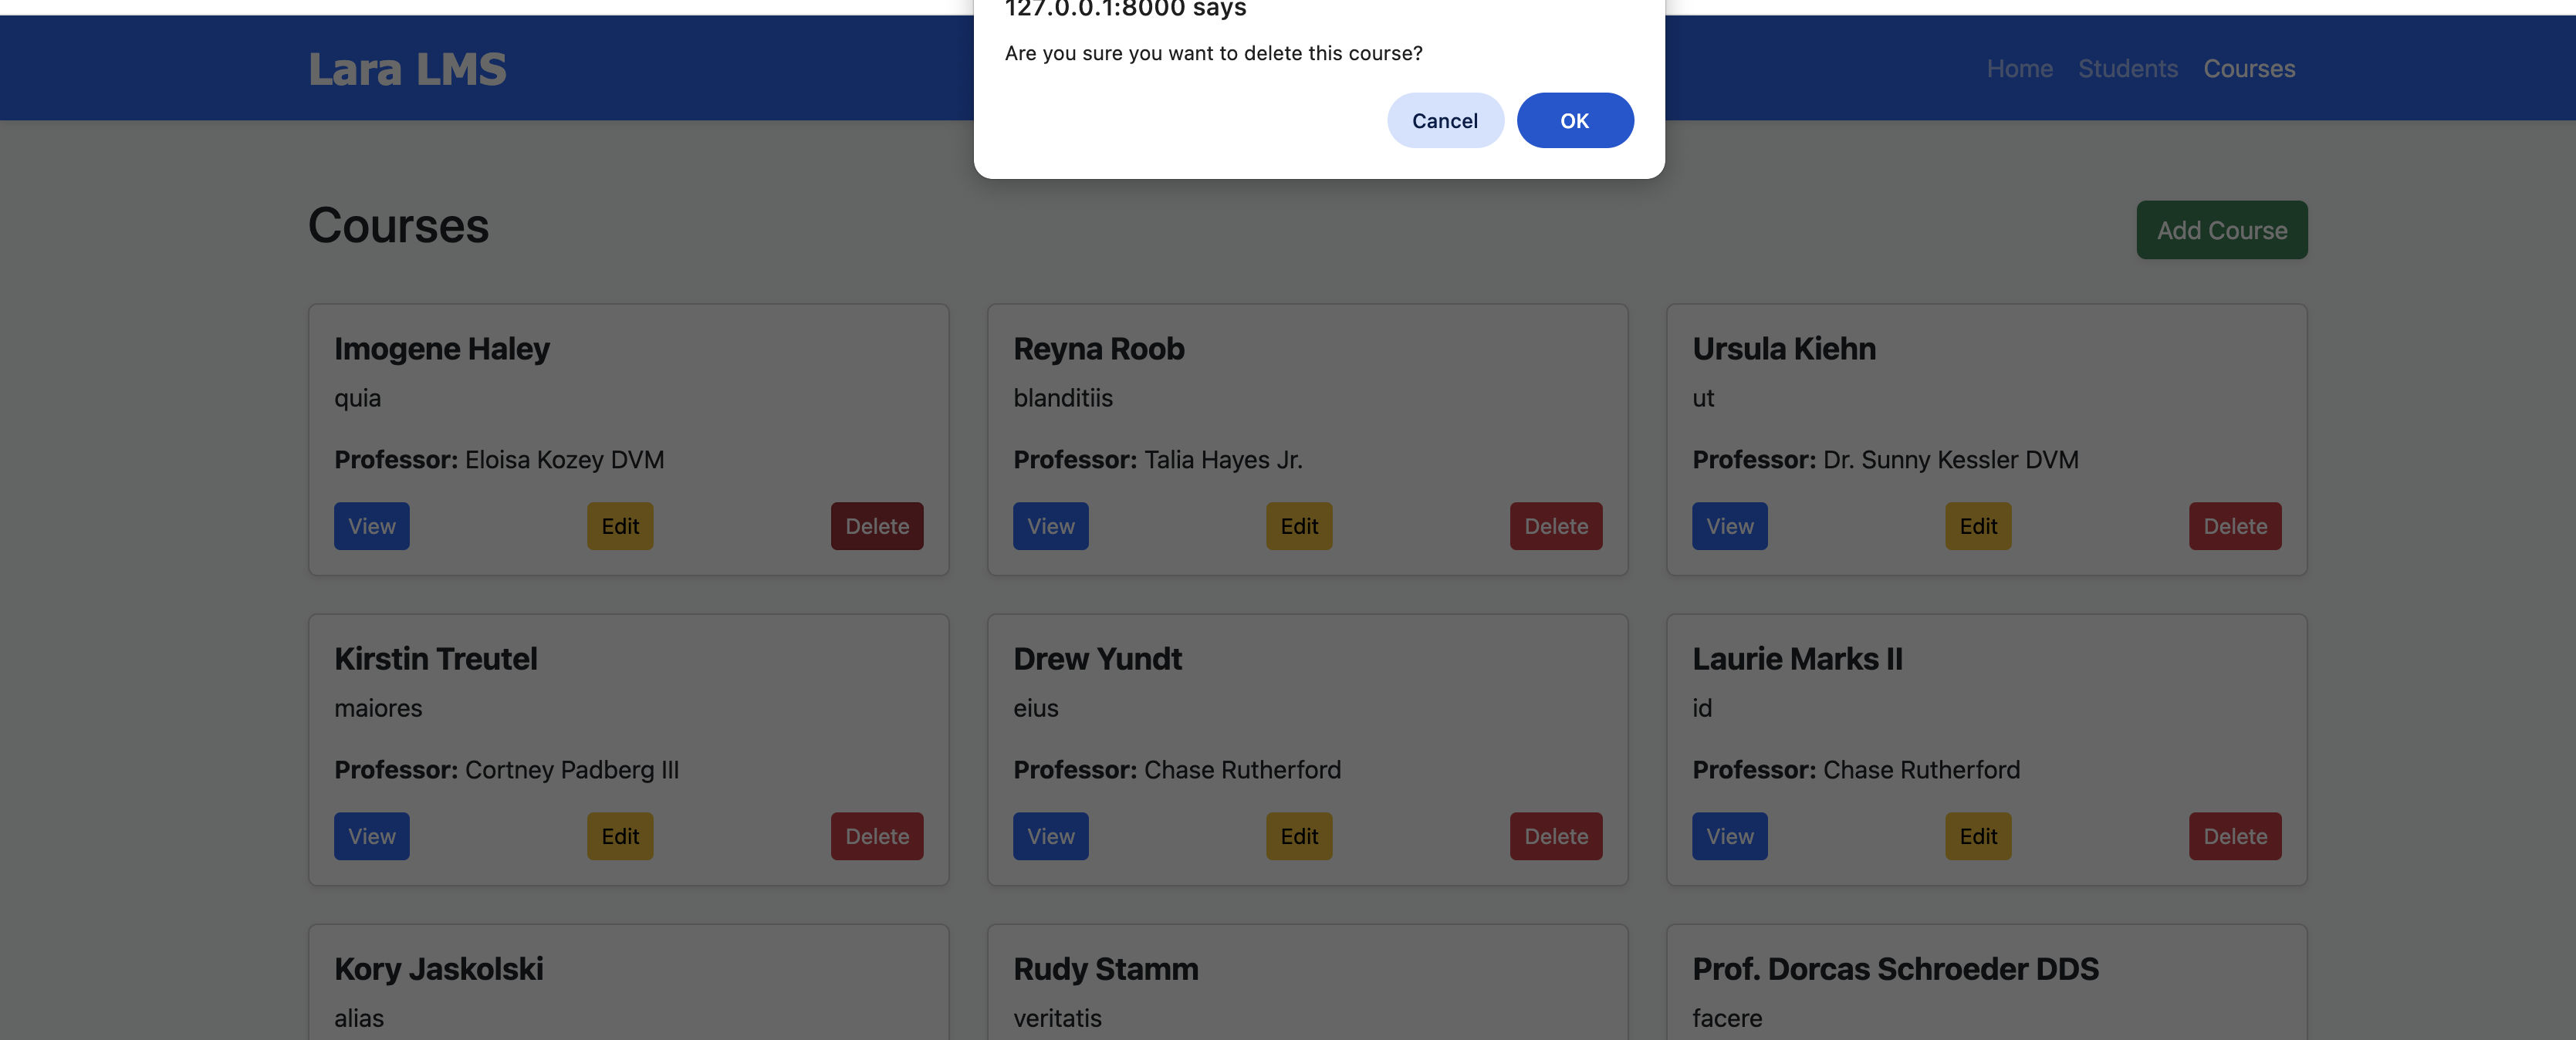 127.0.0.1:8000 says
Are you sure you want to delete this course?
Cancel OK
Lara LMS
Home Students Courses
Courses
Add Course
Imogene Haley
quia
Professor: Eloisa Kozey DVM
View Edit Delete
Reyna Roob
blanditiis
Professor: Talia Hayes Jr.
View Edit Delete
Ursula Kiehn
ut
Professor: Dr. Sunny Kessler DVM
View Edit Delete
Kirstin Treutel
maiores
Professor: Cortney Padberg III
View Edit Delete
Drew Yundt
eius
Professor: Chase Rutherford
View Edit Delete
Laurie Marks II
id
Professor: Chase Rutherford
View Edit Delete
Kory Jaskolski
alias
Rudy Stamm
veritatis
Prof. Dorcas Schroeder DDS
facere